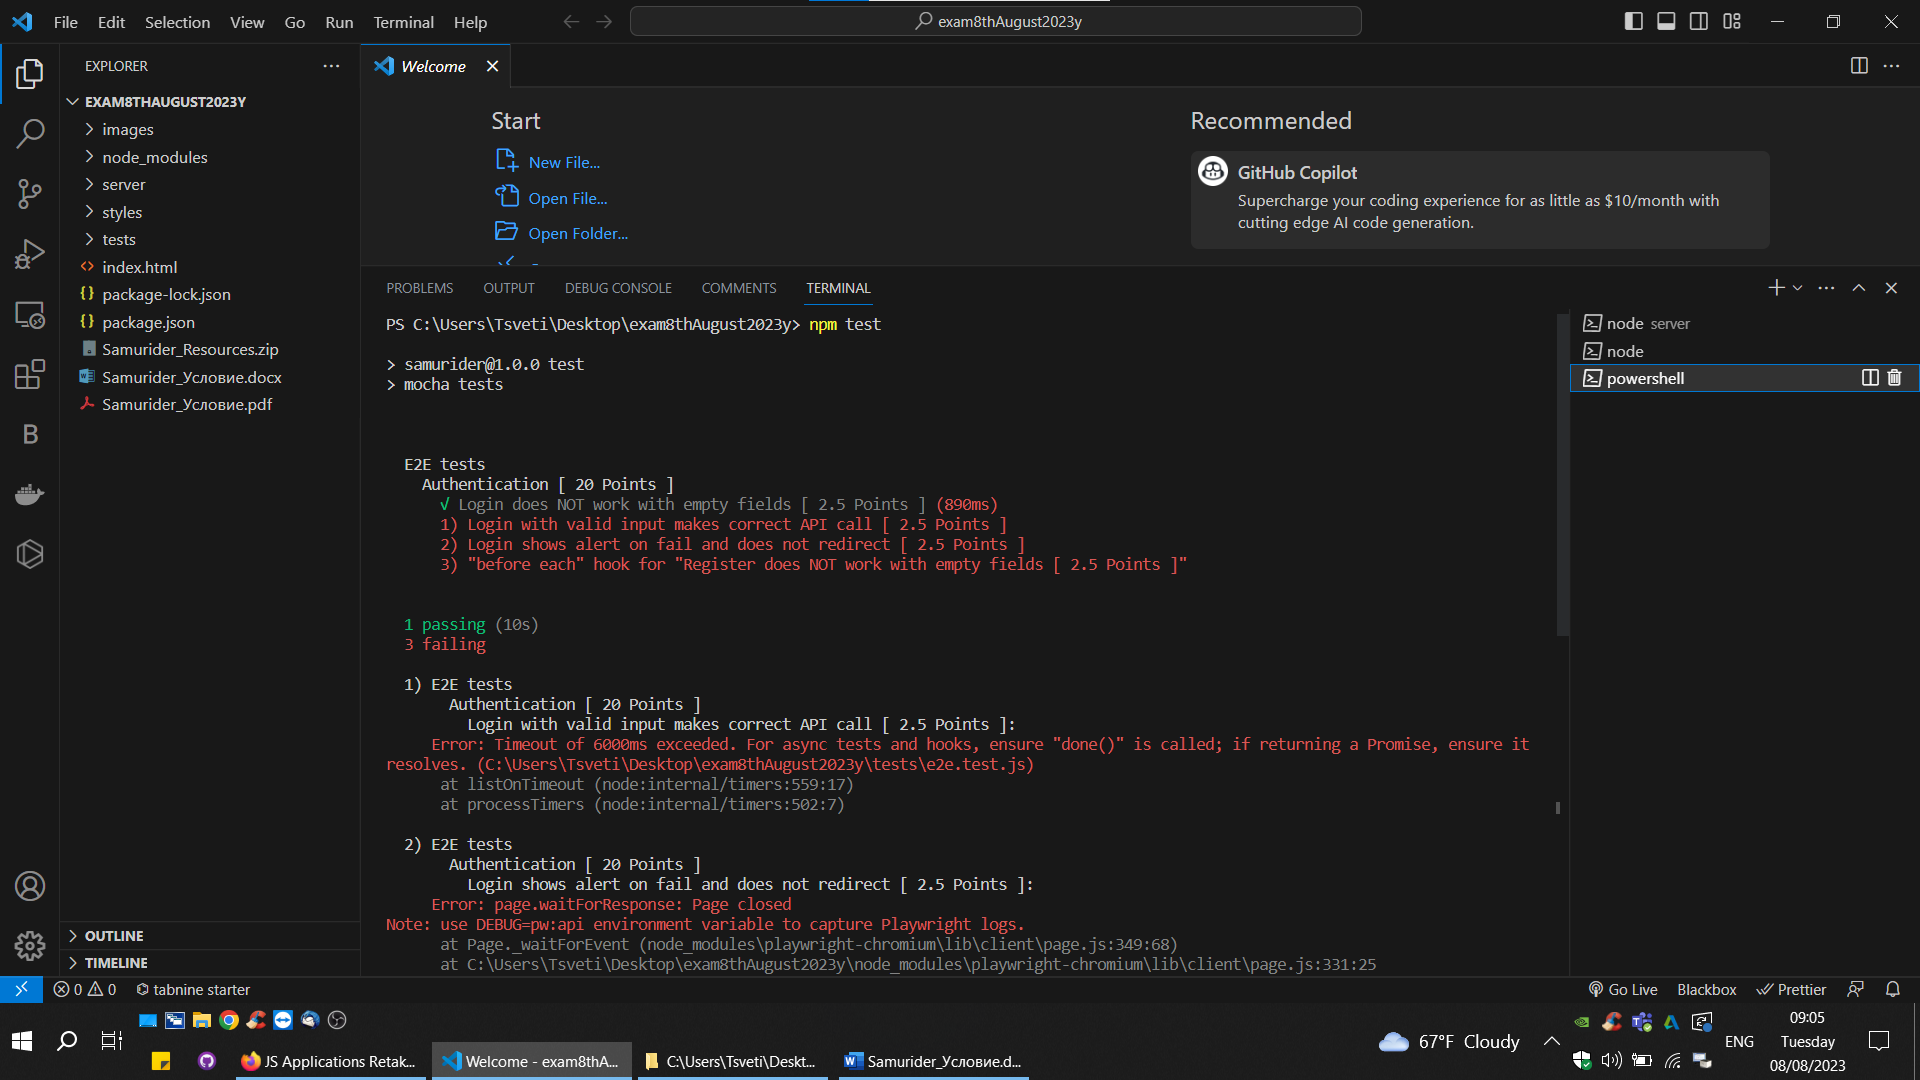 File Edit Selection View Go Run Terminal Help
exam8thAugust2023y
EXPLORER
Welcome
EXAM8THAUGUST2023Y
images
node_modules
server
styles
tests
index.html
package-lock.json
package.json
Samurider_Resources.zip
Samurider_Условие.docx
Samurider_Условие.pdf
OUTLINE
TIMELINE
Start
New File...
Open File...
Open Folder...
Recommended
GitHub Copilot
Supercharge your coding experience for as little as $10/month with
cutting edge AI code generation.
PROBLEMS OUTPUT DEBUG CONSOLE COMMENTS TERMINAL
PS C:\Users\Tsveti\Desktop\exam8thAugust2023y> npm test
> samurider@1.0.0 test
> mocha tests
E2E tests
Authentication [ 20 Points ]
√ Login does NOT work with empty fields [ 2.5 Points ] (890ms)
1) Login with valid input makes correct API call [ 2.5 Points ]
2) Login shows alert on fail and does not redirect [ 2.5 Points ]
3) "before each" hook for "Register does NOT work with empty fields [ 2.5 Points ]"
1 passing (10s)
3 failing
1) E2E tests
Authentication [ 20 Points ]
Login with valid input makes correct API call [ 2.5 Points ]:
Error: Timeout of 6000ms exceeded. For async tests and hooks, ensure "done()" is called; if returning a Promise, ensure it
resolves. (C:\Users\Tsveti\Desktop\exam8thAugust2023y\tests\e2e.test.js)
at listOnTimeout (node:internal/timers:559:17)
at processTimers (node:internal/timers:502:7)
2) E2E tests
Authentication [ 20 Points ]
Login shows alert on fail and does not redirect [ 2.5 Points ]:
Error: page.waitForResponse: Page closed
Note: use DEBUG=pw:api environment variable to capture Playwright logs.
at Page._waitForEvent (node_modules\playwright-chromium\lib\client\page.js:349:68)
at C:\Users\Tsveti\Desktop\exam8thAugust2023y\node_modules\playwright-chromium\lib\client\page.js:331:25
node server
node
powershell
0 0 tabnine starter
Go Live Blackbox Prettier
JS Applications Retak...
Welcome - exam8thA...
C:\Users\Tsveti\Deskt...
Samurider_Условие.d...
67°F Cloudy
ENG
09:05
Tuesday
08/08/2023